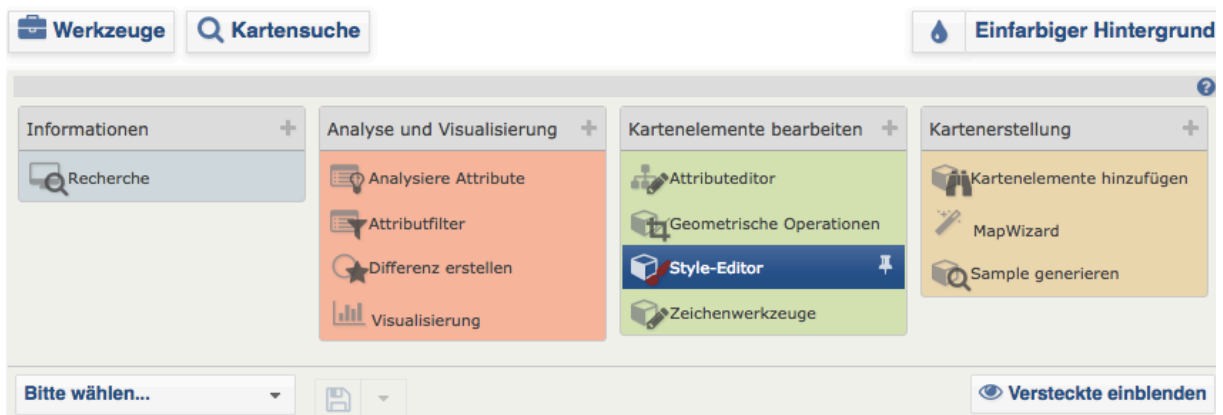 Werkzeuge
Kartensuche
Einfarbiger Hintergrund
?
Informationen
Recherche
Analyse und Visualisierung
Analysiere Attribute
Attributfilter
Differenz erstellen
Visualisierung
Kartenelemente bearbeiten
Attributeditor
Geometrische Operationen
Style-Editor
Zeichenwerkzeuge
Kartenerstellung
Kartenelemente hinzufügen
MapWizard
Sample generieren
Bitte wählen...
Versteckte einblenden